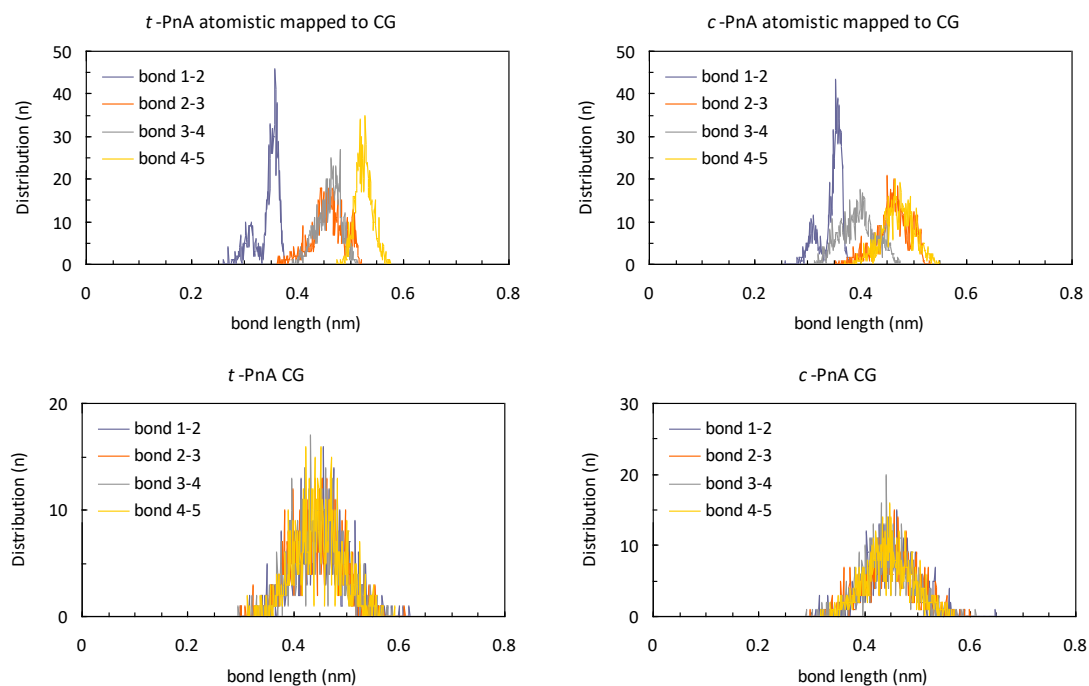 t -PnA atomistic mapped to CG
50
40
30
20
10
0
Distribution (n)
bond 1-2
bond 2-3
bond 3-4
bond 4-5
0 0.2 0.4 0.6 0.8
bond length (nm)
c -PnA atomistic mapped to CG
50
40
30
20
10
0
Distribution (n)
bond 1-2
bond 2-3
bond 3-4
bond 4-5
0 0.2 0.4 0.6 0.8
bond length (nm)
t -PnA CG
20
10
0
Distribution (n)
bond 1-2
bond 2-3
bond 3-4
bond 4-5
0 0.2 0.4 0.6 0.8
bond length (nm)
c -PnA CG
30
20
10
0
Distribution (n)
bond 1-2
bond 2-3
bond 3-4
bond 4-5
0 0.2 0.4 0.6 0.8
bond length (nm)